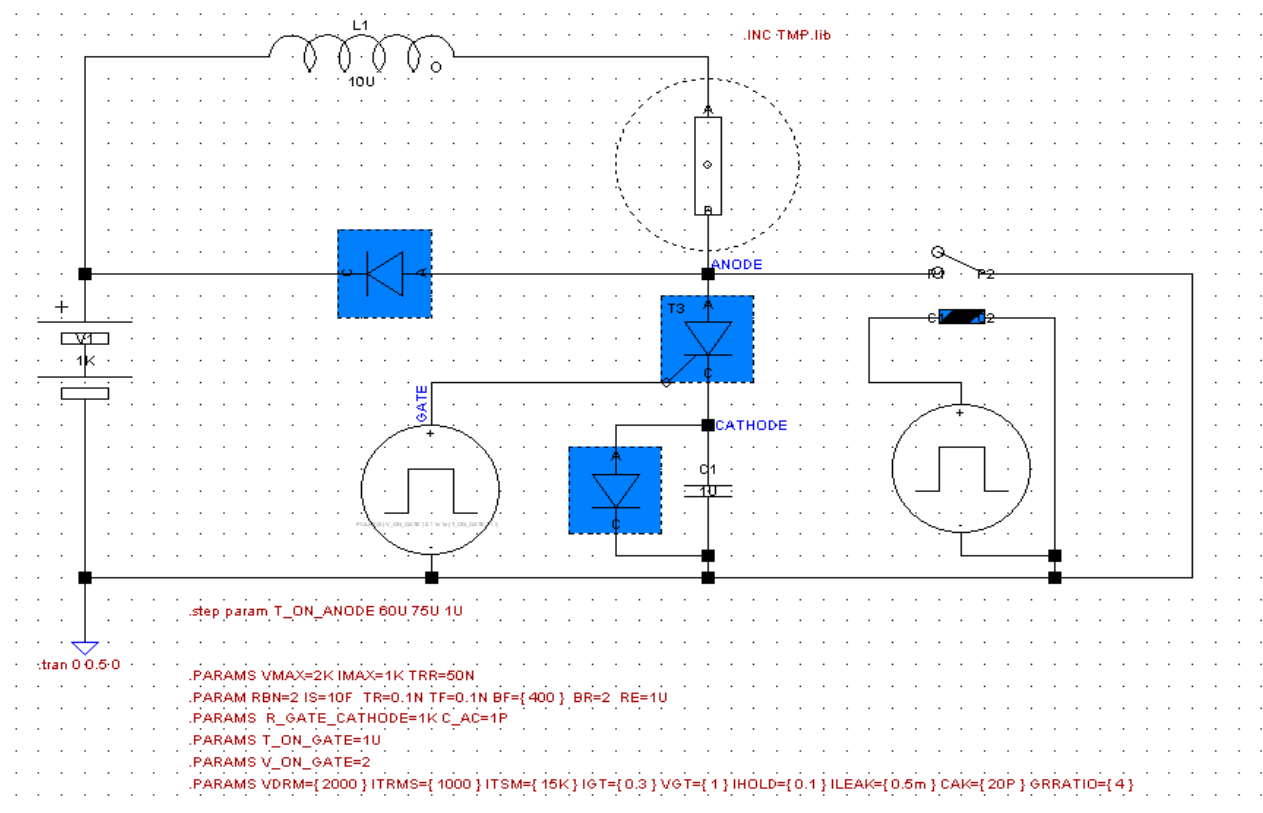 L1
.INC TMP.lib
10U
A
B
ANODE
C
A
P1
P2
A
T3
+
V1
1K
C
GATE
CATHODE
+
+
A
C1
1U
C
-
-
.step param T_ON_ANODE 60U 75U 1U
.tran 0 0.5 0
.PARAMS VMAX=2K IMAX=1K TRR=50N
.PARAM RBN=2 IS=10F TR=0.1N TF=0.1N BF={ 400 } BR=2 RE=1U
.PARAMS R_GATE_CATHODE=1K C_AC=1P
.PARAMS T_ON_GATE=1U
.PARAMS V_ON_GATE=2
.PARAMS VDRM={ 2000 } ITRMS={ 1000 } ITSM={ 15K } IGT={ 0.3 } VGT={ 1 } IHOLD={ 0.1 } ILEAK={ 0.5m } CAK={ 20P } GRRATIO={ 4 }